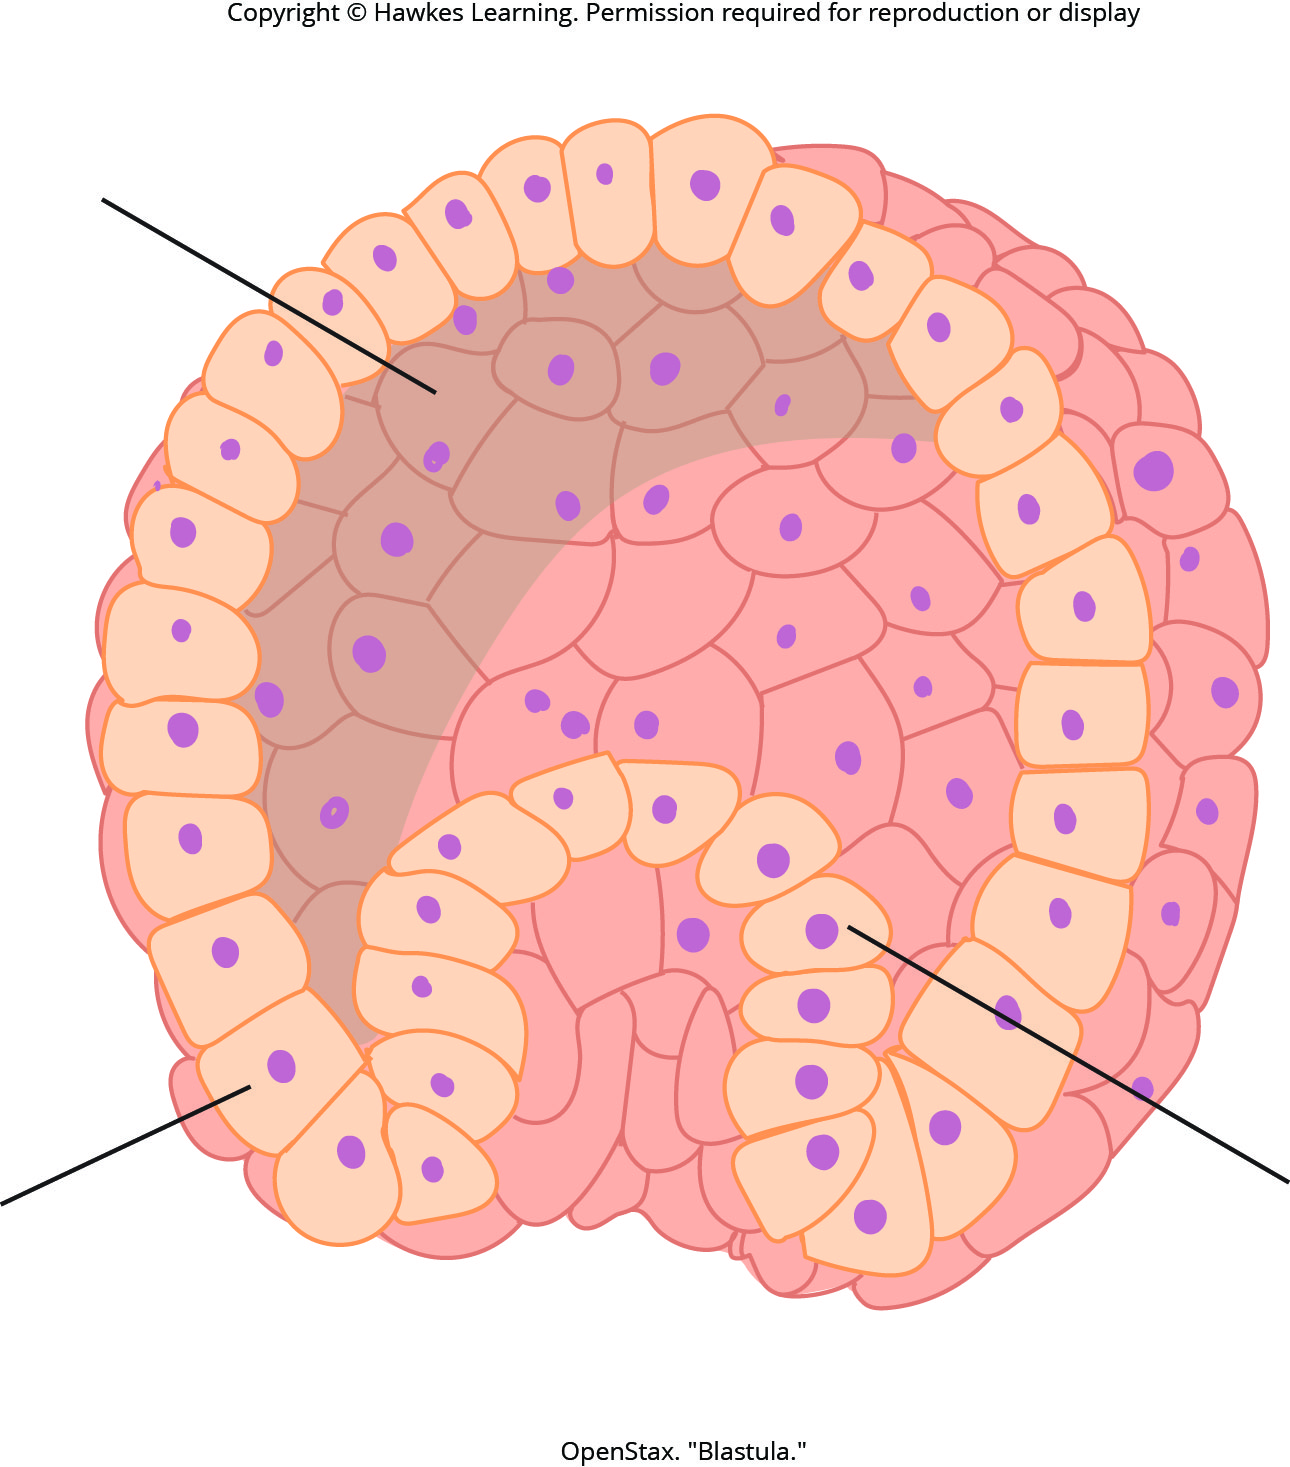 Copyright © Hawkes Learning. Permission required for reproduction or display
OpenStax. "Blastula."